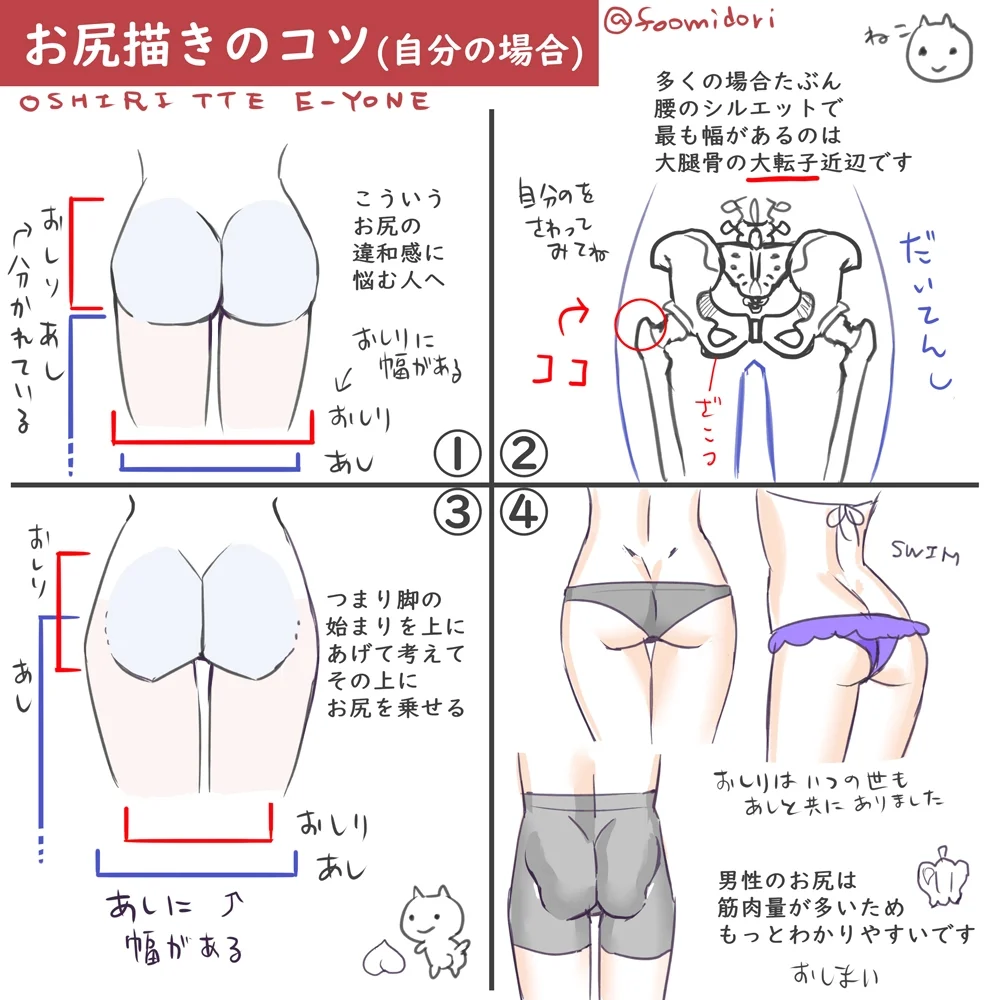 お尻描きのコツ(自分の場合)
@foomidori
ねこ
OSHIRI TTE E-YONE
こういう
お尻の
違和感に
悩む人へ
おしり
あし
↑分かれている
おしりに
幅がある
おしり
あし
①
多くの場合たぶん
腰のシルエットで
最も幅があるのは
大腿骨の大転子近辺です
自分のを
さわって
みてね
ココ
だいてんし
ざこつ
②
③
おしり
あし
つまり脚の
始まりを上に
あげて考えて
その上に
お尻を乗せる
おしり
あし
あしに
幅がある
④
SWIM
おしりはいつの世も
あしと共にありました
男性のお尻は
筋肉量が多いため
もっとわかりやすいです
おしまい